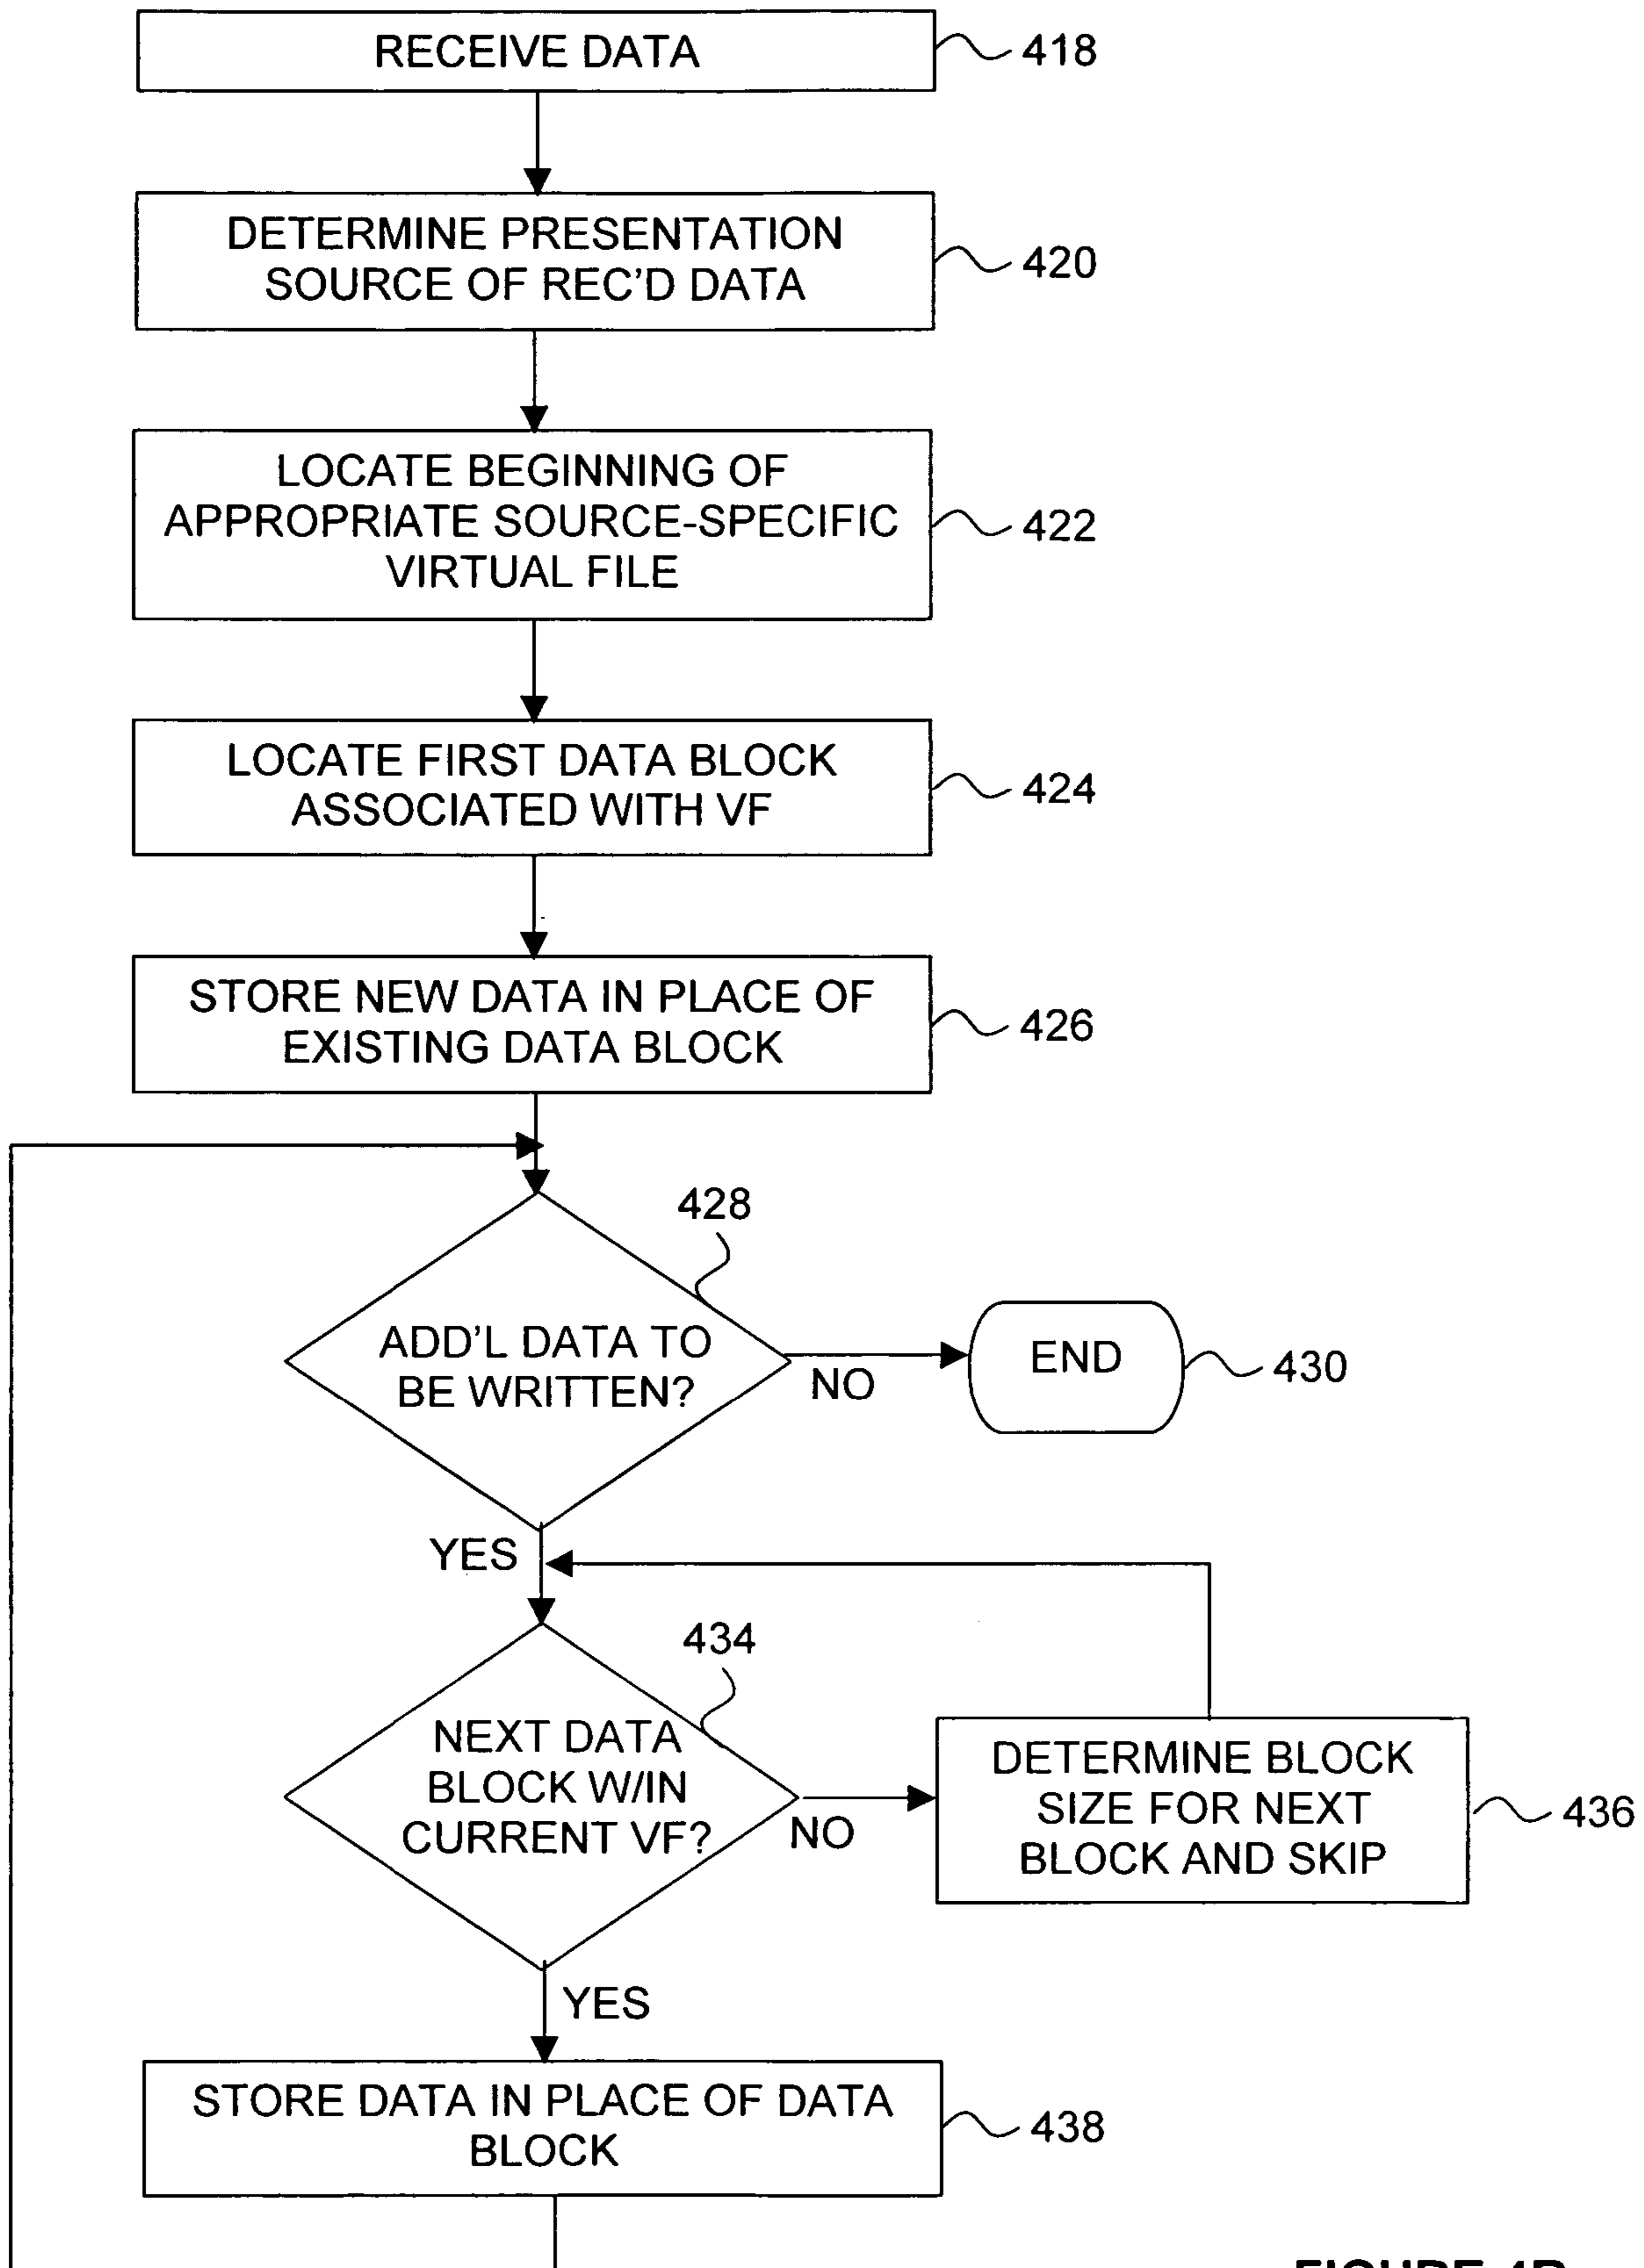 RECEIVE DATA
418
DETERMINE PRESENTATION
SOURCE OF REC'D DATA
420
LOCATE BEGINNING OF
APPROPRIATE SOURCE-SPECIFIC
VIRTUAL FILE
422
LOCATE FIRST DATA BLOCK
ASSOCIATED WITH VF
424
STORE NEW DATA IN PLACE OF
EXISTING DATA BLOCK
426
428
ADD'L DATA TO
BE WRITTEN?
NO
END
430
YES
434
NEXT DATA
BLOCK W/IN
CURRENT VF?
NO
DETERMINE BLOCK
SIZE FOR NEXT
BLOCK AND SKIP
436
YES
STORE DATA IN PLACE OF DATA
BLOCK
438